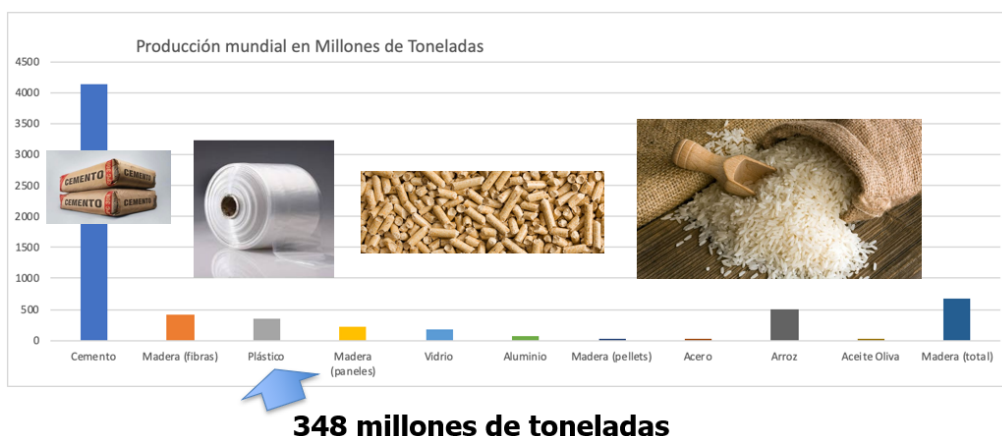 Producción mundial en Millones de Toneladas
4500
4000
3500
3000
2500
2000
1500
1000
500
0
CEMENTO CEMENTO
CEMENTO CEMENTO
Cemento Madera (fibras) Plástico Madera (paneles) Vidrio Aluminio Madera (pellets) Acero Arroz Aceite Oliva Madera (total)
348 millones de toneladas